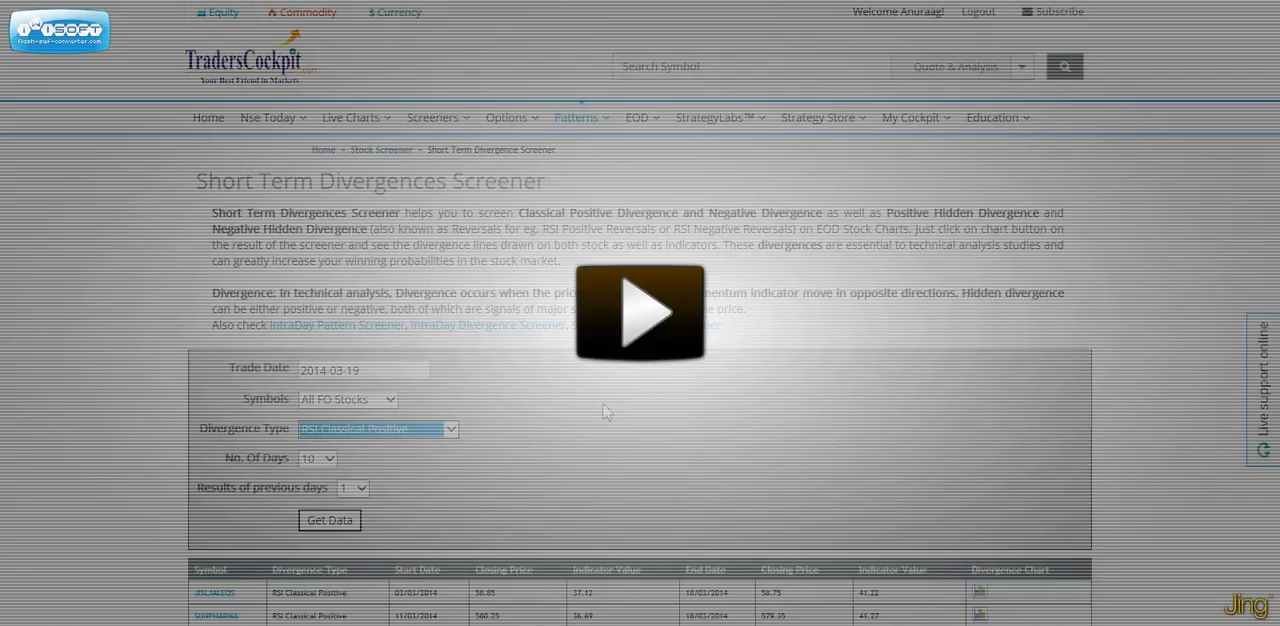 Equity Commodity $ Currency Welcome Anuraag! Logout Subscribe
iWiSOFT
flash-swf-converter.com
TradersCockpit.com
Your Best Friend in Markets
Search Symbol Quote & Analysis
Home Nse Today Live Charts Screeners Options Patterns EOD StrategyLabs™ Strategy Store My Cockpit Education
Home - Stock Screener - Short Term Divergence Screener
Short Term Divergences Screener
Short Term Divergences Screener helps you to screen Classical Positive Divergence and Negative Divergence as well as Positive Hidden Divergence and
Negative Hidden Divergence (also known as Reversals for eg. RSI Positive Reversals or RSI Negative Reversals) on EOD Stock Charts. Just click on chart button on
the result of the screener and see the divergence lines drawn on both stock as well as indicators. These divergences are essential to technical analysis studies and
can greatly increase your winning probabilities in the stock market.
Divergence: In technical analysis, Divergence occurs when the pric mentum indicator move in opposite directions. Hidden divergence
can be either positive or negative, both of which are signals of major s e price.
Also check IntraDay Pattern Screener, IntraDay Divergence Screener, S ner
Trade Date 2014-03-19
Symbols All FO Stocks
Divergence Type RSI Classical Positive
No. Of Days 10
Results of previous days 1
Get Data
Live support online
Symbol Divergence Type Start Date Closing Price Indicator Value End Date Closing Price Indicator Value Divergence Chart
JISLJALEQS RSI Classical Positive 03/03/2014 58.85 37.12 18/03/2014 58.75 41.22
SUNPHARMA RSI Classical Positive 11/03/2014 580.25 36.69 18/03/2014 579.35 41.27
Jing